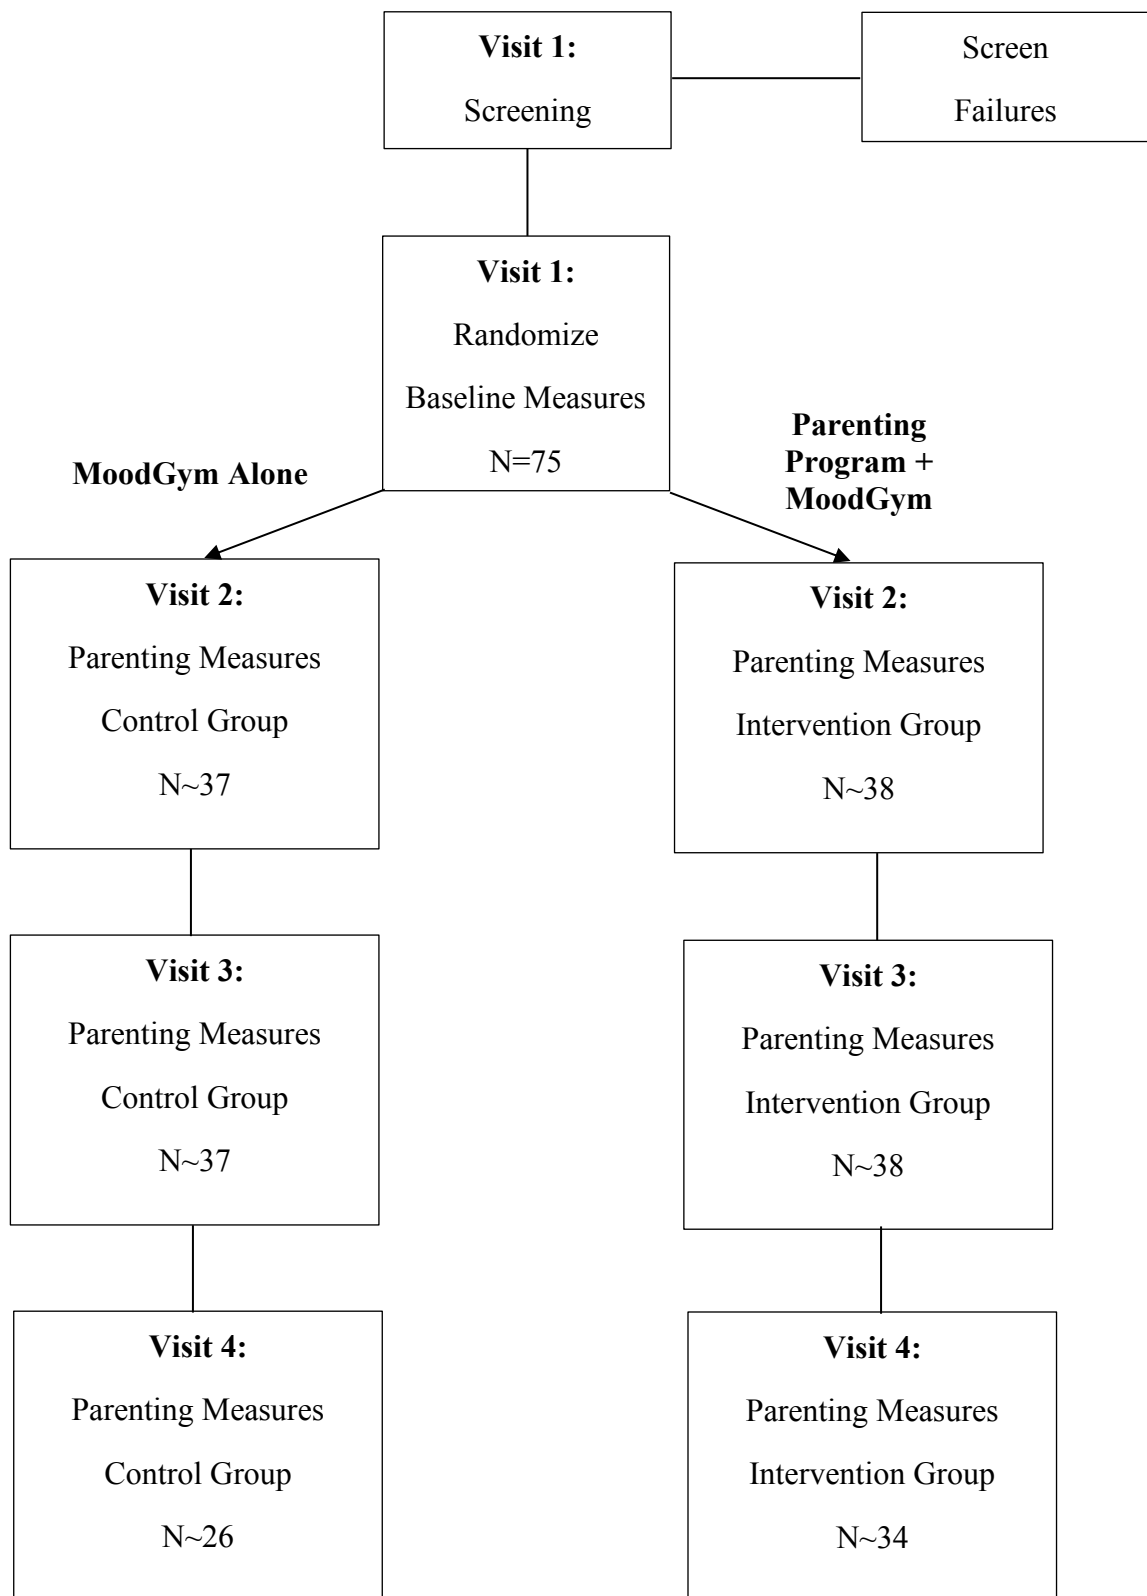 Visit 1:
Screening
Screen
Failures
Visit 1:
Randomize
Baseline Measures
N=75
MoodGym Alone
Parenting
Program +
MoodGym
Visit 2:
Parenting Measures
Control Group
N~37
Visit 2:
Parenting Measures
Intervention Group
N~38
Visit 3:
Parenting Measures
Control Group
N~37
Visit 3:
Parenting Measures
Intervention Group
N~38
Visit 4:
Parenting Measures
Control Group
N~26
Visit 4:
Parenting Measures
Intervention Group
N~34